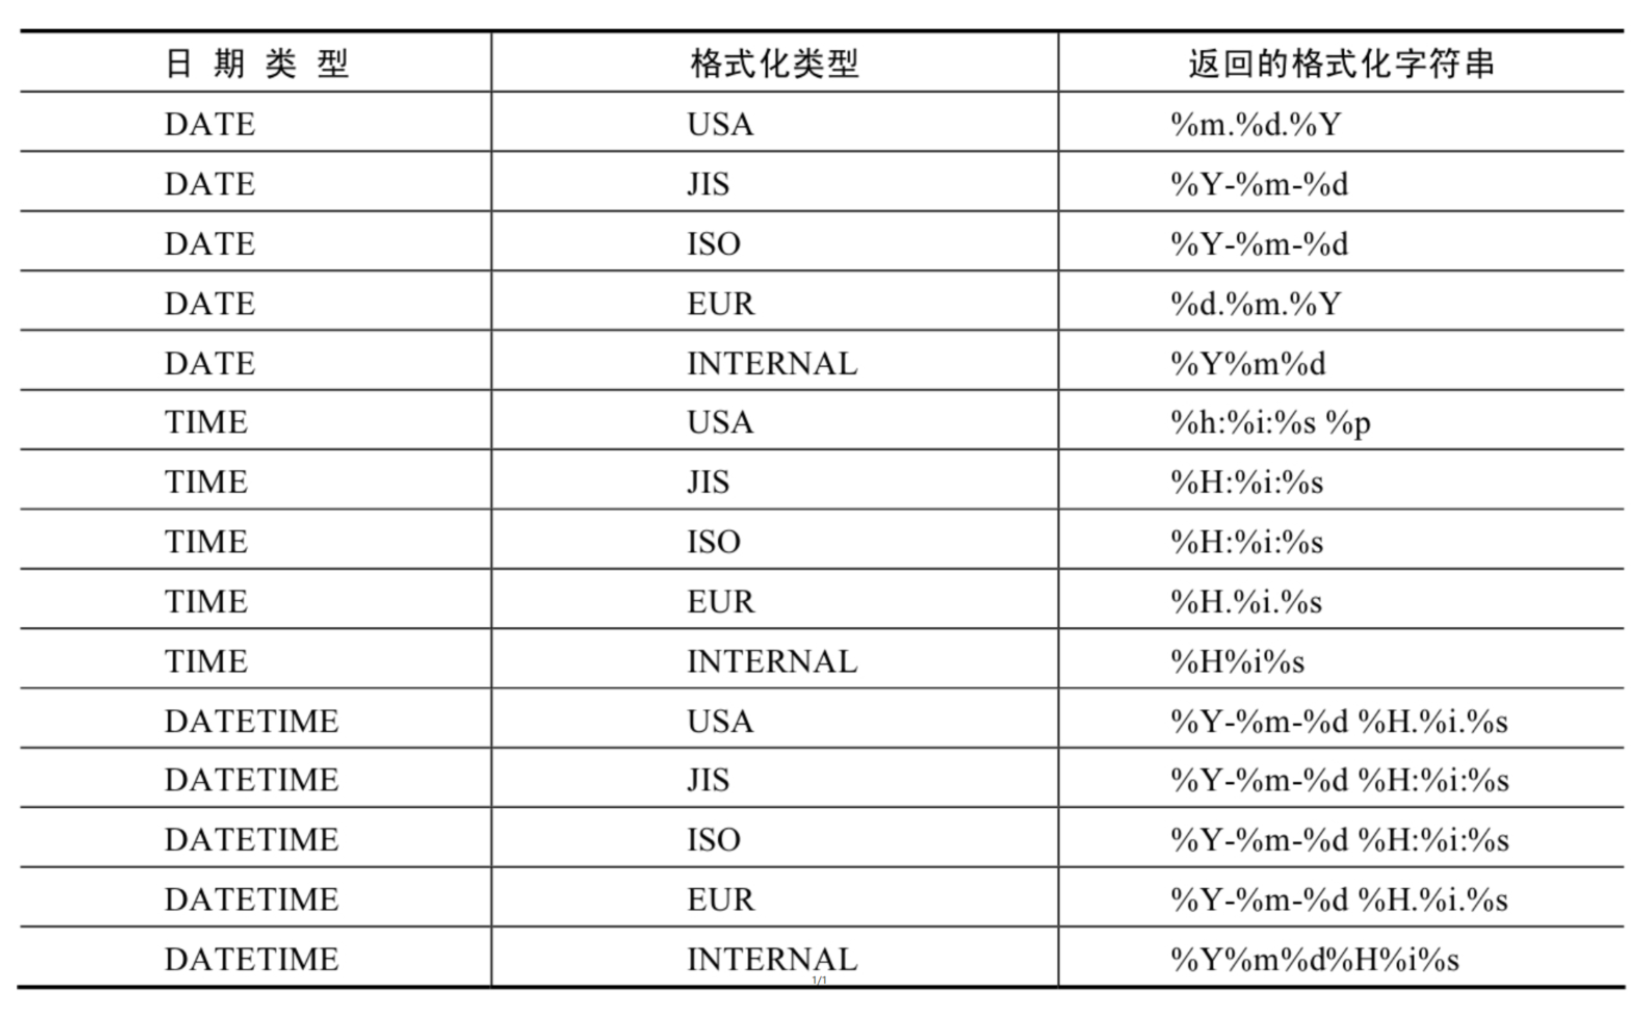 日 期 类 型 格式化类型 返回的格式化字符串
DATE USA %m.%d.%Y
DATE JIS %Y-%m-%d
DATE ISO %Y-%m-%d
DATE EUR %d.%m.%Y
DATE INTERNAL %Y%m%d
TIME USA %h:%i:%s %p
TIME JIS %H:%i:%s
TIME ISO %H:%i:%s
TIME EUR %H.%i.%s
TIME INTERNAL %H%i%s
DATETIME USA %Y-%m-%d %H.%i.%s
DATETIME JIS %Y-%m-%d %H:%i:%s
DATETIME ISO %Y-%m-%d %H:%i:%s
DATETIME EUR %Y-%m-%d %H.%i.%s
DATETIME INTERNAL %Y%m%d%H%i%s
1/1